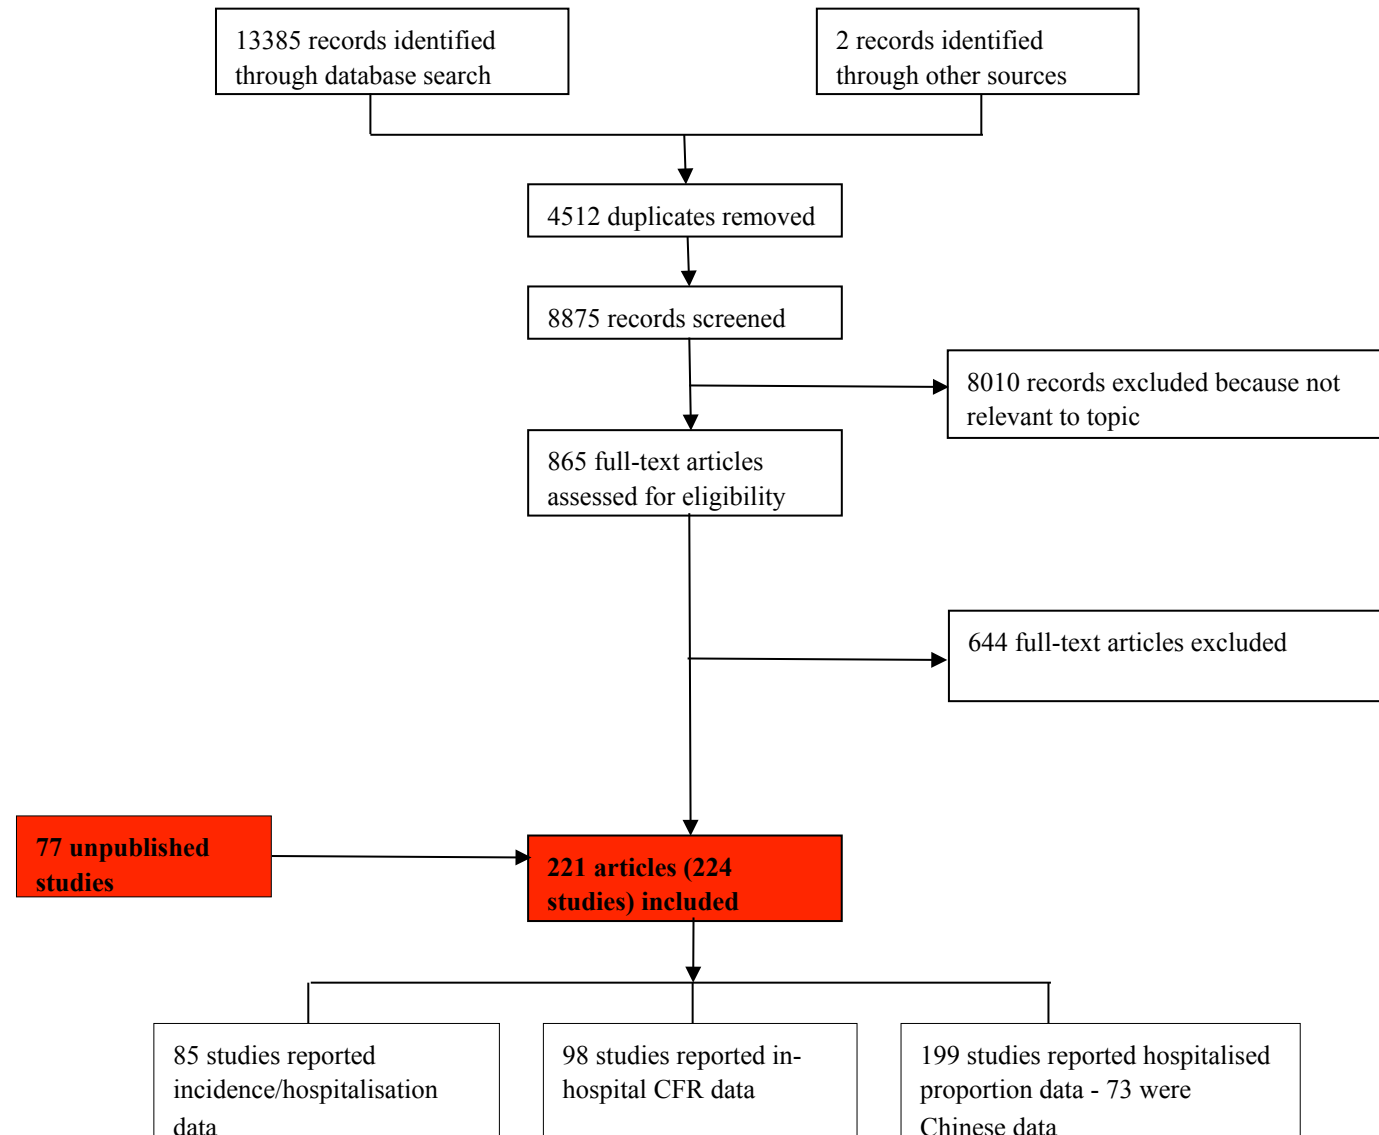 13385 records identified
through database search
2 records identified
through other sources
4512 duplicates removed
8875 records screened
8010 records excluded because not
relevant to topic
865 full-text articles
assessed for eligibility
644 full-text articles excluded
77 unpublished
studies
221 articles (224
studies) included
85 studies reported
incidence/hospitalisation
data
98 studies reported in-
hospital CFR data
199 studies reported hospitalised
proportion data - 73 were
Chinese data